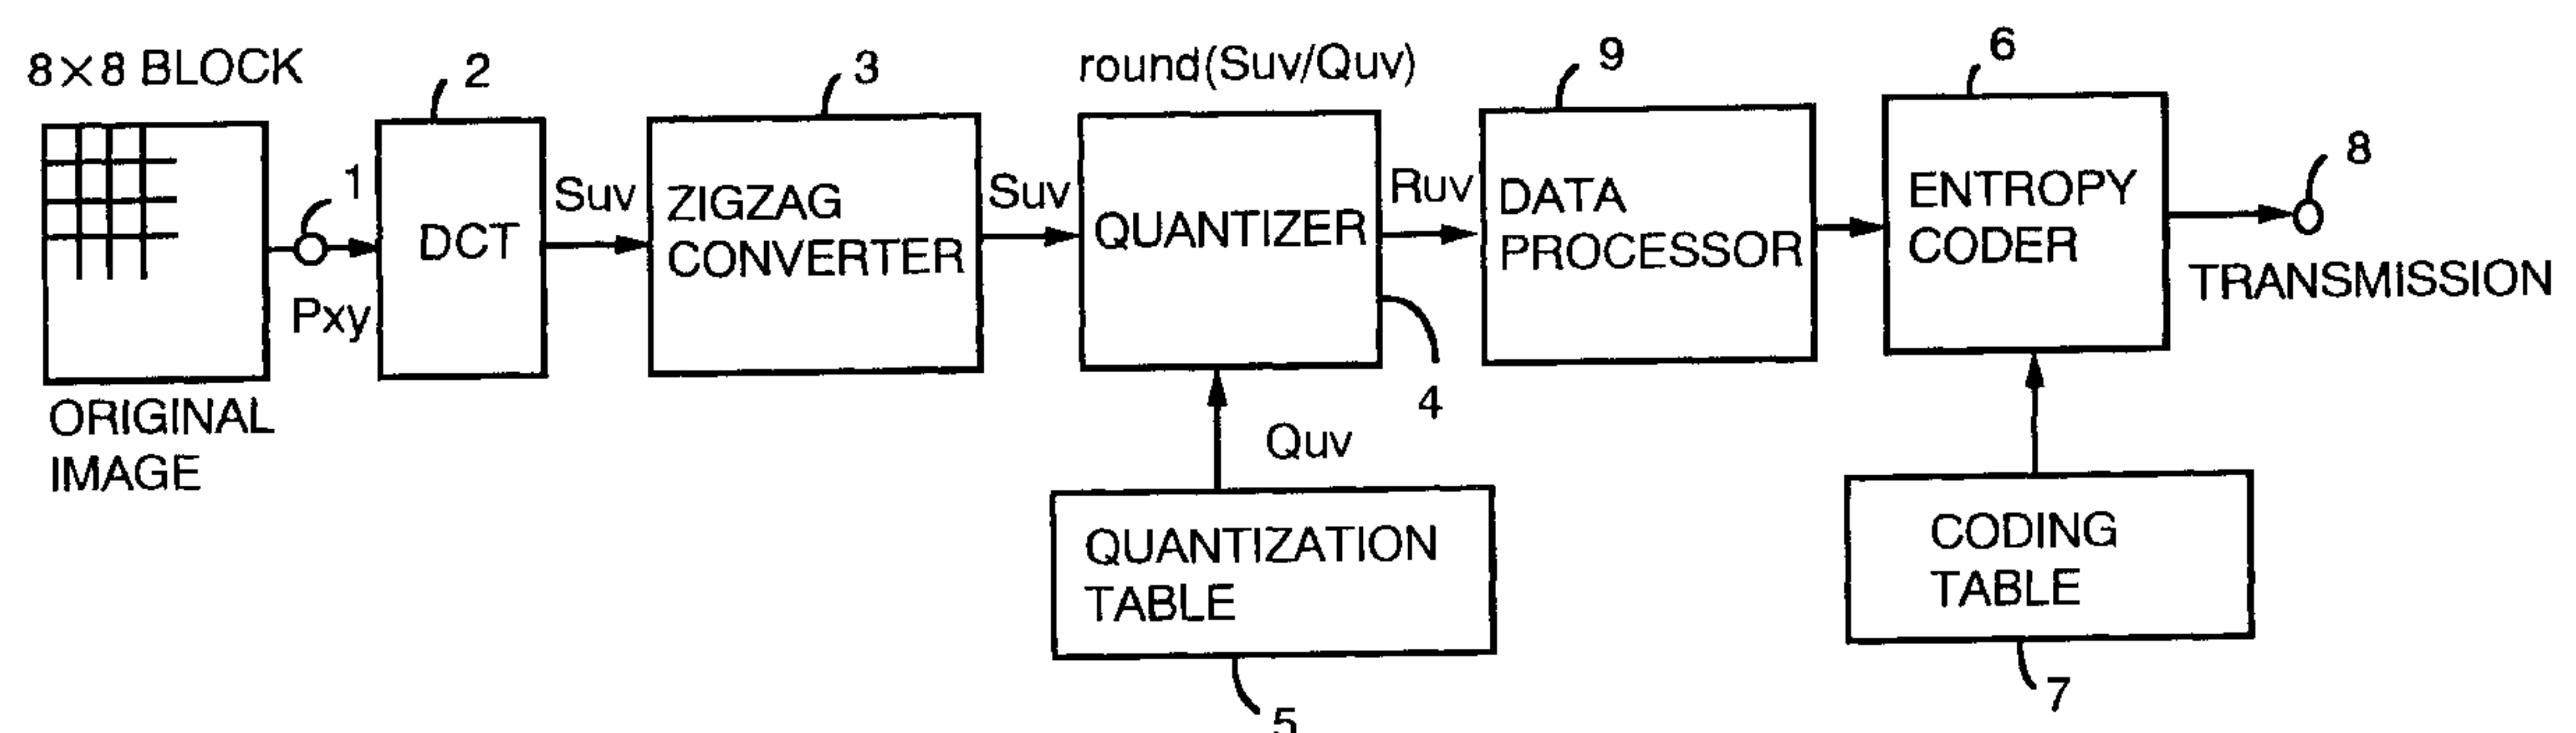 8×8 BLOCK
2
3
round(Suv/Quv)
9
6
1
Pxy
DCT
Suv
ZIGZAG
CONVERTER
Suv
QUANTIZER
4
Ruv
DATA
PROCESSOR
ENTROPY
CODER
8
TRANSMISSION
ORIGINAL
IMAGE
Quv
QUANTIZATION
TABLE
5
CODING
TABLE
7